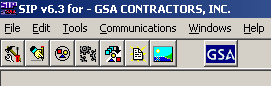 SIP v6.3 for - GSA CONTRACTORS, INC.
File Edit Tools Communications Windows Help
GSA